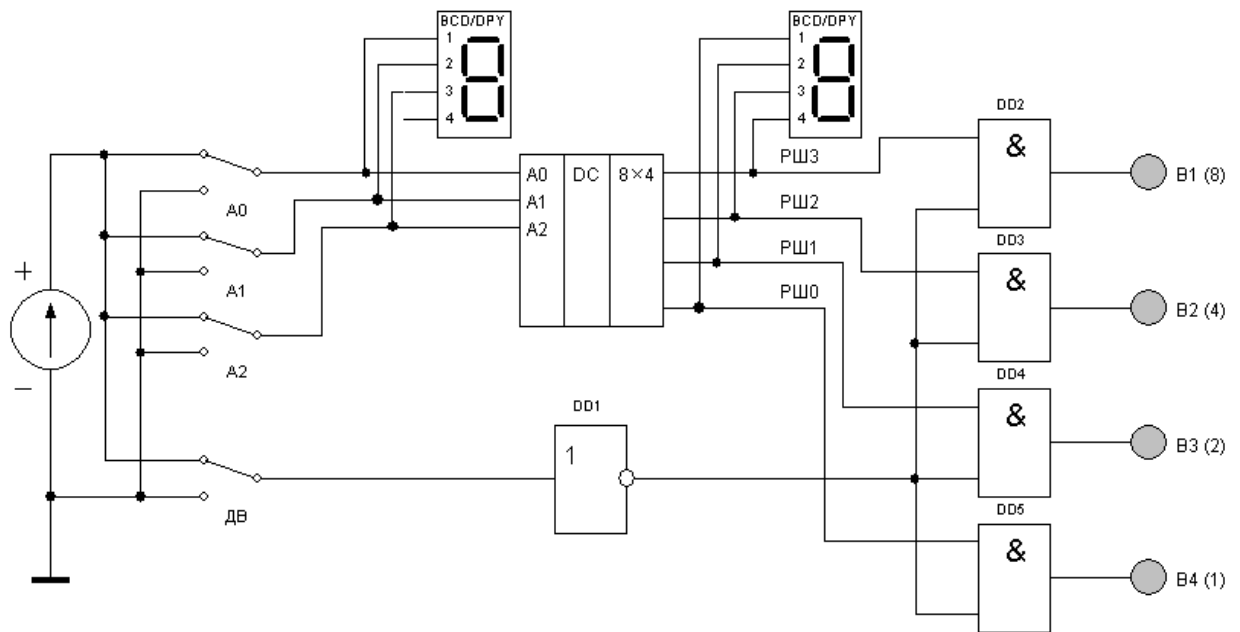 BCD/DPY
1
2
3
4
BCD/DPY
1
2
3
4
A0
A1
A2
DC
8×4
РШ3
РШ2
РШ1
РШ0
DD2
&
B1 (8)
DD3
&
B2 (4)
DD4
&
B3 (2)
DD5
&
B4 (1)
+
−
A0
A1
A2
ДВ
DD1
1